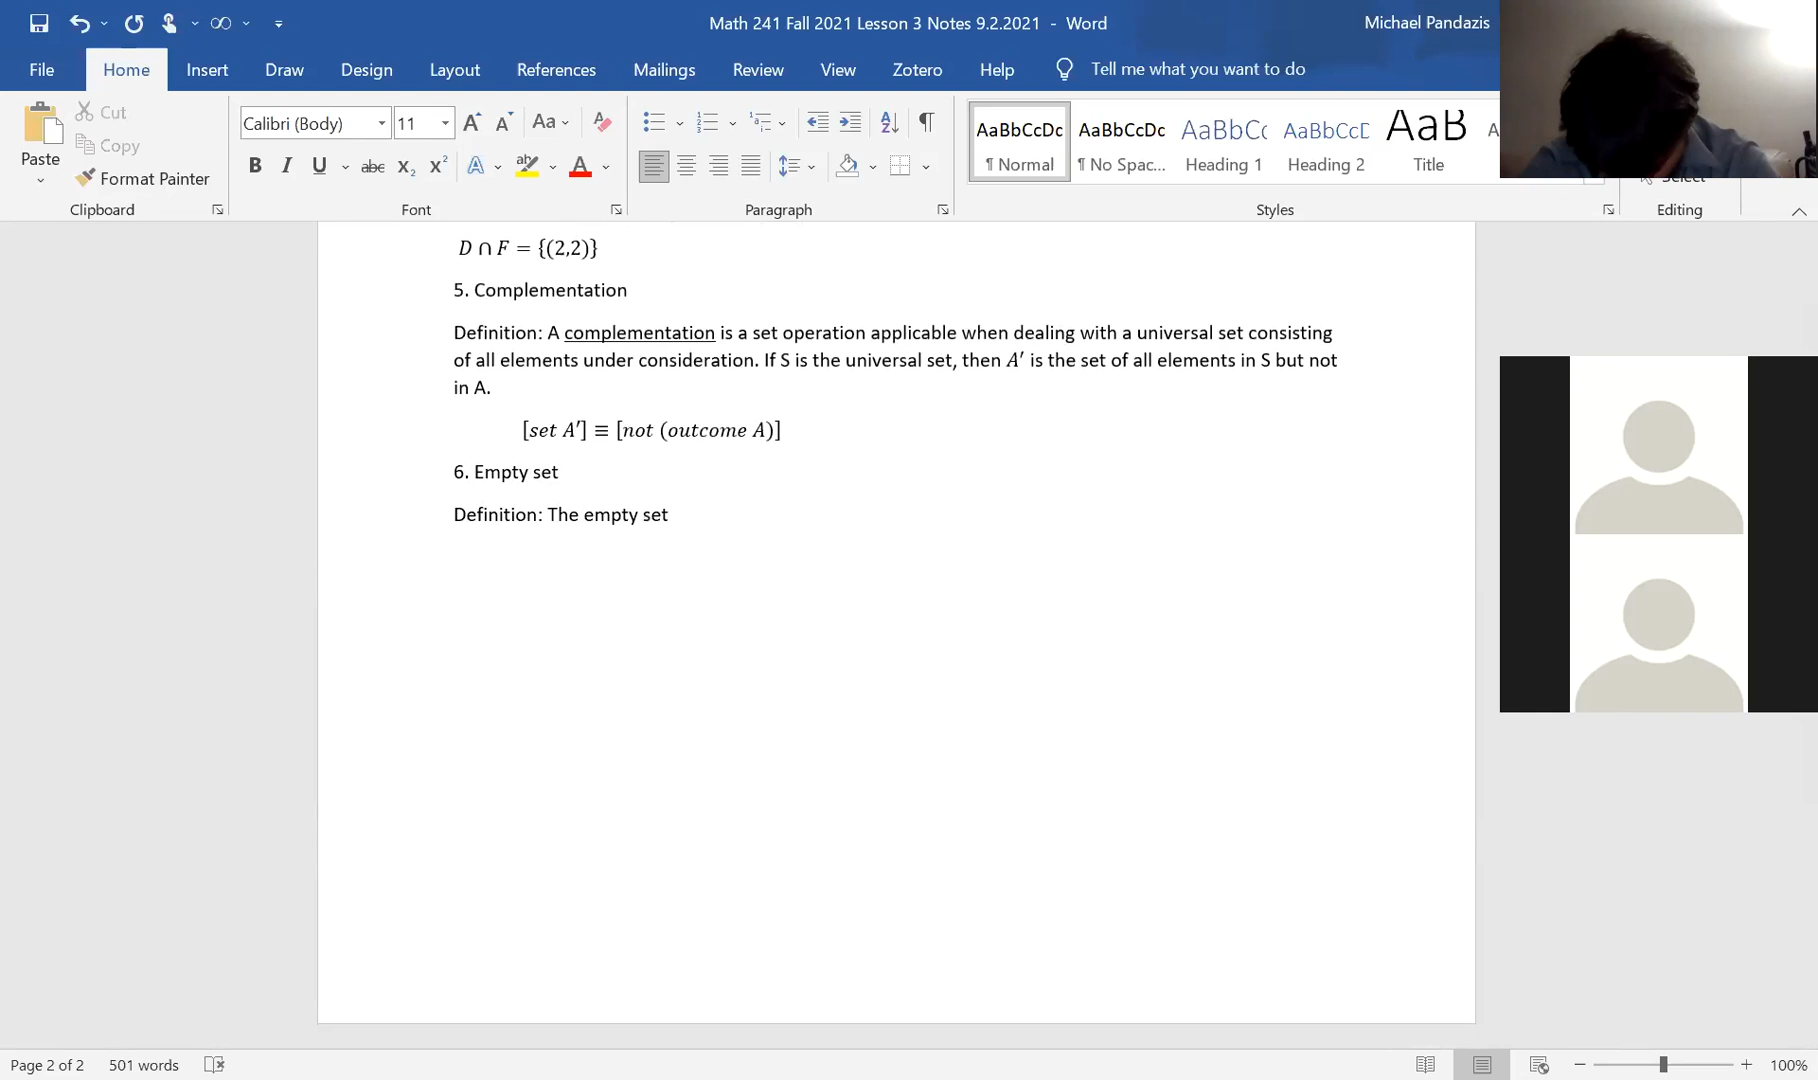 Math 241 Fall 2021 Lesson 3 Notes 9.2.2021 - Word
Michael Pandazis
File Home Insert Draw Design Layout References Mailings Review View Zotero Help Tell me what you want to do
Paste
Cut
Copy
Format Painter
Clipboard
Calibri (Body) 11
Font
Paragraph
AaBbCcDc AaBbCcDc AaBbCc AaBbCcD AaB
¶ Normal ¶ No Spac... Heading 1 Heading 2 Title
Styles
Select
Editing
D ∩ F = {(2,2)}
5. Complementation
Definition: A complementation is a set operation applicable when dealing with a universal set consisting
of all elements under consideration. If S is the universal set, then A′ is the set of all elements in S but not
in A.
[set A′] ≡ [not (outcome A)]
6. Empty set
Definition: The empty set
Page 2 of 2 501 words 100%